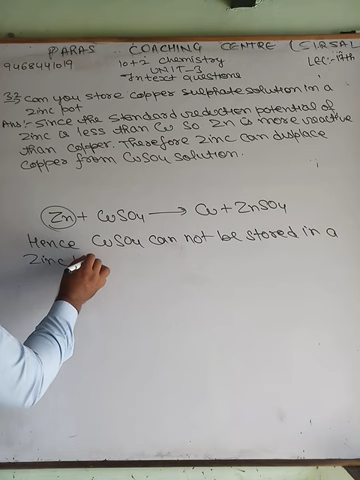 PARAS COACHING CENTRE (SIRSA)
9468441019 10+2 chemistry Lec:-17th
UNIT-3
Intext questions
3.2 Can you store copper sulphate solution in a
zinc pot
Ans:- Since the standard reduction potential of
Zinc is less than Cu So Zn is more reactive
than copper. Therefore Zinc can displace
copper from CuSO4 solution.
Zn + CuSO4 → Cu + ZnSO4
Hence CuSO4 can not be stored in a
Zinc